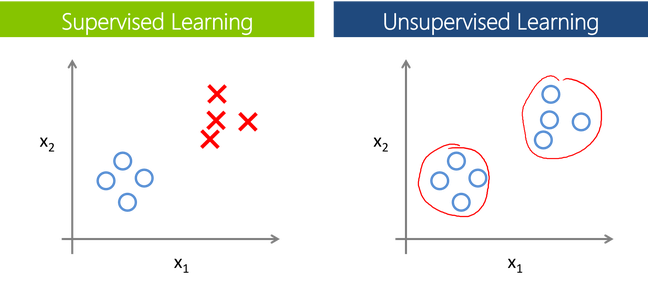 Supervised Learning
x2
x1
Unsupervised Learning
x2
x1